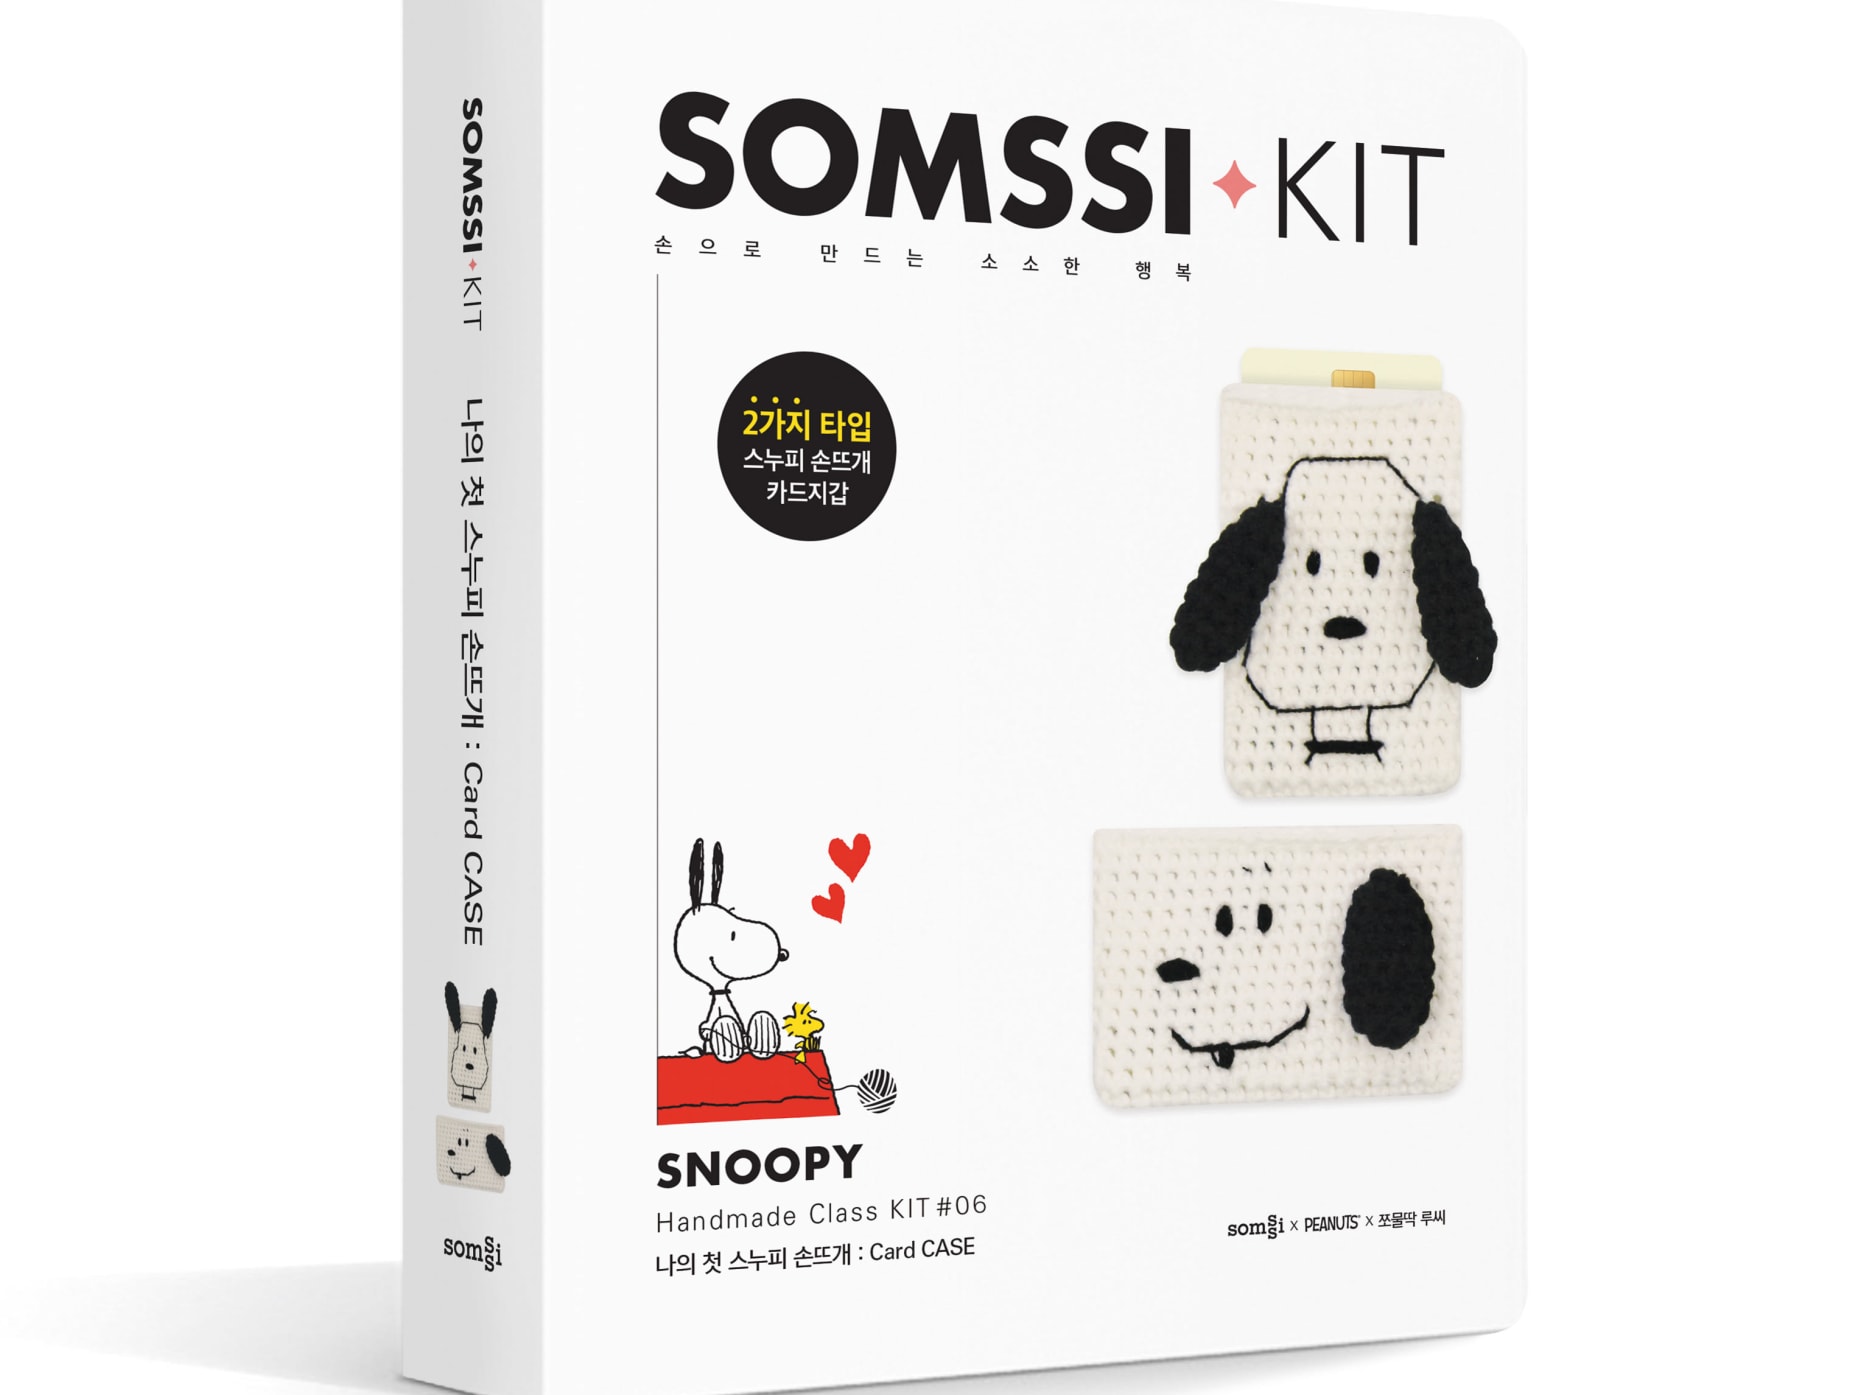 SOMSSI KIT
나의 첫 스누피 손뜨개 : Card CASE
somssi
SOMSSI KIT
손으로 만드는 소소한 행복
2가지 타입
스누피 손뜨개
카드지갑
SNOOPY
Handmade Class KIT #06
나의 첫 스누피 손뜨개 : Card CASE
somssi x PEANUTS x 쪼물딱 루씨